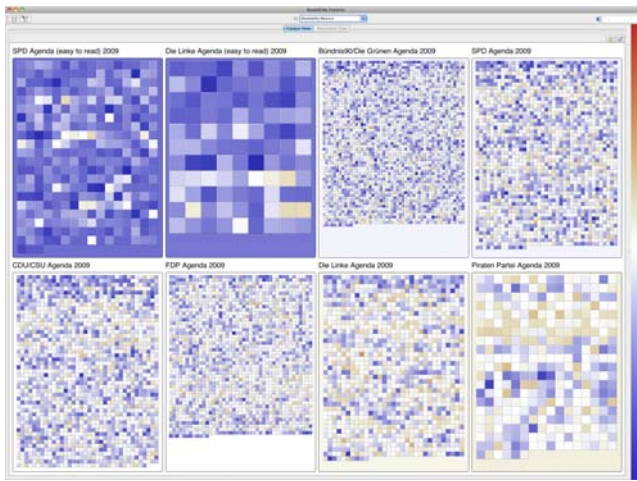 SPD Agenda (easy to read) 2009
Die Linke Agenda (easy to read) 2009
Bündnis90/Die Grünen Agenda 2009
SPD Agenda 2009
CDU/CSU Agenda 2009
FDP Agenda 2009
Die Linke Agenda 2009
Piraten Partei Agenda 2009